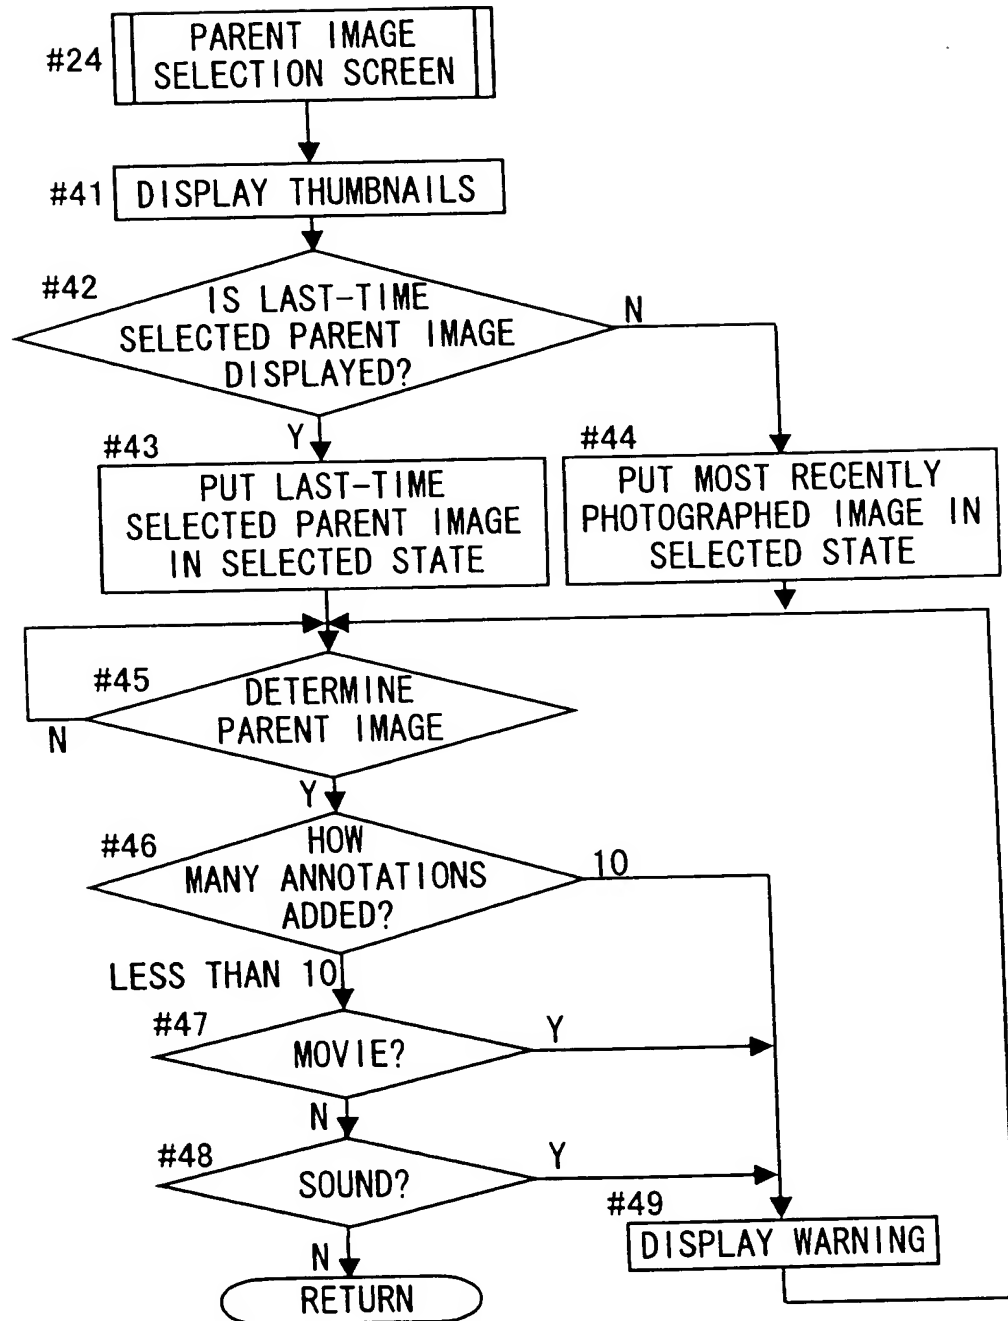 #24
PARENT IMAGE
SELECTION SCREEN
#41
DISPLAY THUMBNAILS
#42
IS LAST-TIME
SELECTED PARENT IMAGE
DISPLAYED?
N
Y
#43
PUT LAST-TIME
SELECTED PARENT IMAGE
IN SELECTED STATE
#44
PUT MOST RECENTLY
PHOTOGRAPHED IMAGE IN
SELECTED STATE
#45
DETERMINE
PARENT IMAGE
N
Y
#46
HOW
MANY ANNOTATIONS
ADDED?
10
LESS THAN 10
#47
MOVIE?
Y
N
#48
SOUND?
Y
#49
DISPLAY WARNING
N
RETURN